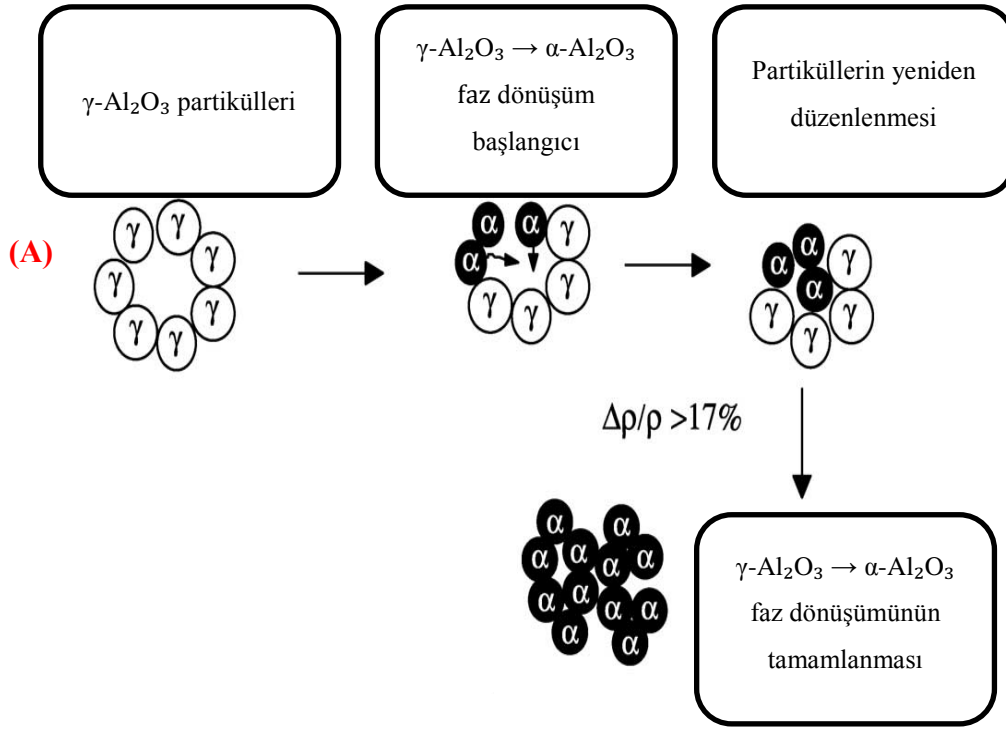 γ-Al₂O₃ partikülleri
γ-Al₂O₃ → α-Al₂O₃
faz dönüşüm
başlangıcı
Partiküllerin yeniden
düzenlenmesi
(A)
γ γ γ γ γ γ γ
α α γ α γ γ γ
α γ α α γ γ γ
Δρ/ρ >17%
α α α α α α α α α α α α
γ-Al₂O₃ → α-Al₂O₃
faz dönüşümünün
tamamlanması